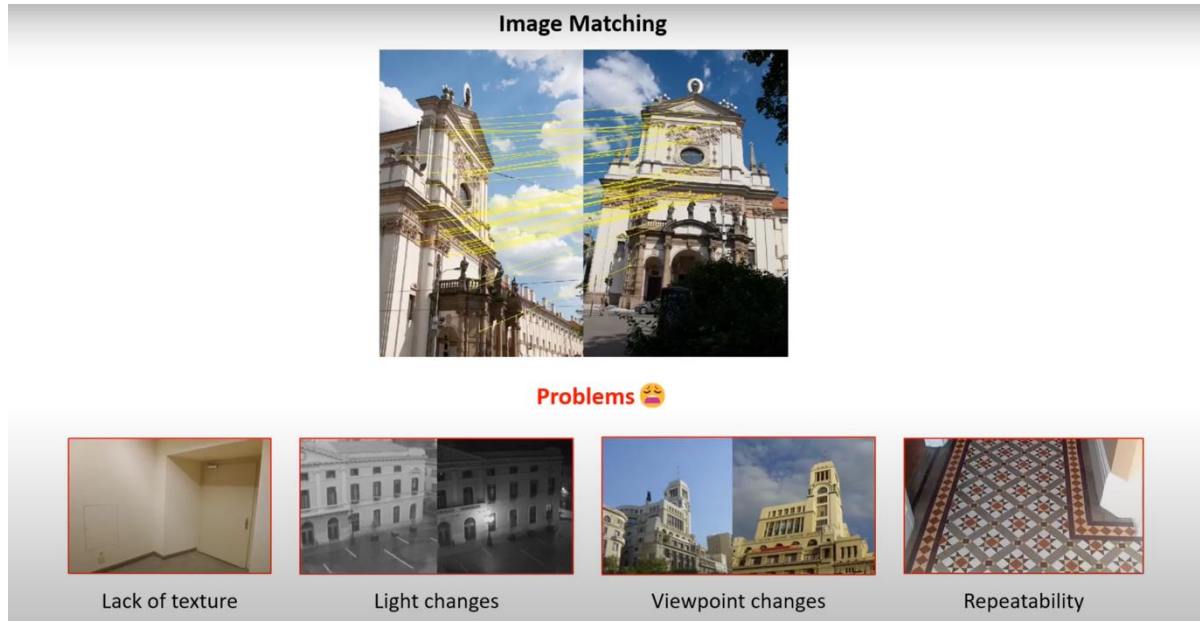 Image Matching
Problems 😩
Lack of texture
Light changes
Viewpoint changes
Repeatability